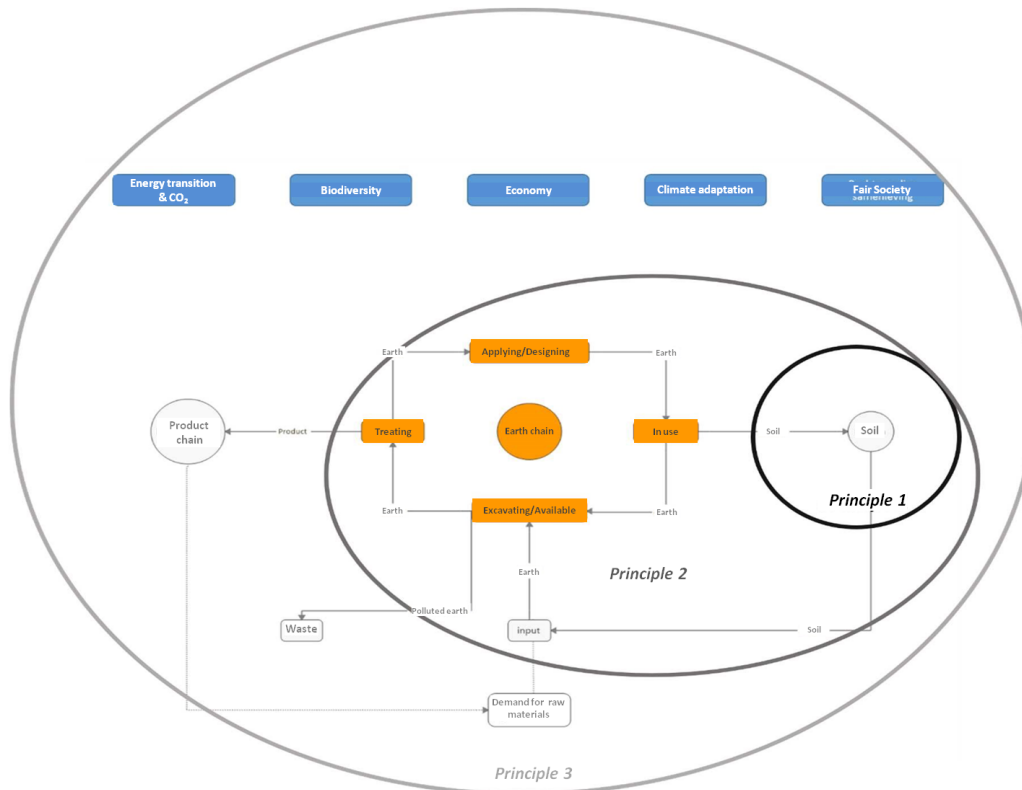 Energy transition
& CO₂
Biodiversity
Economy
Climate adaptation
Fair Society
Earth
Applying/Designing
Earth
Product
chain
Product
Treating
Earth chain
In use
Soil
Soil
Principle 1
Earth
Excavating/Available
Earth
Earth
Principle 2
Polluted earth
Waste
input
Soil
Demand for raw
materials
Principle 3